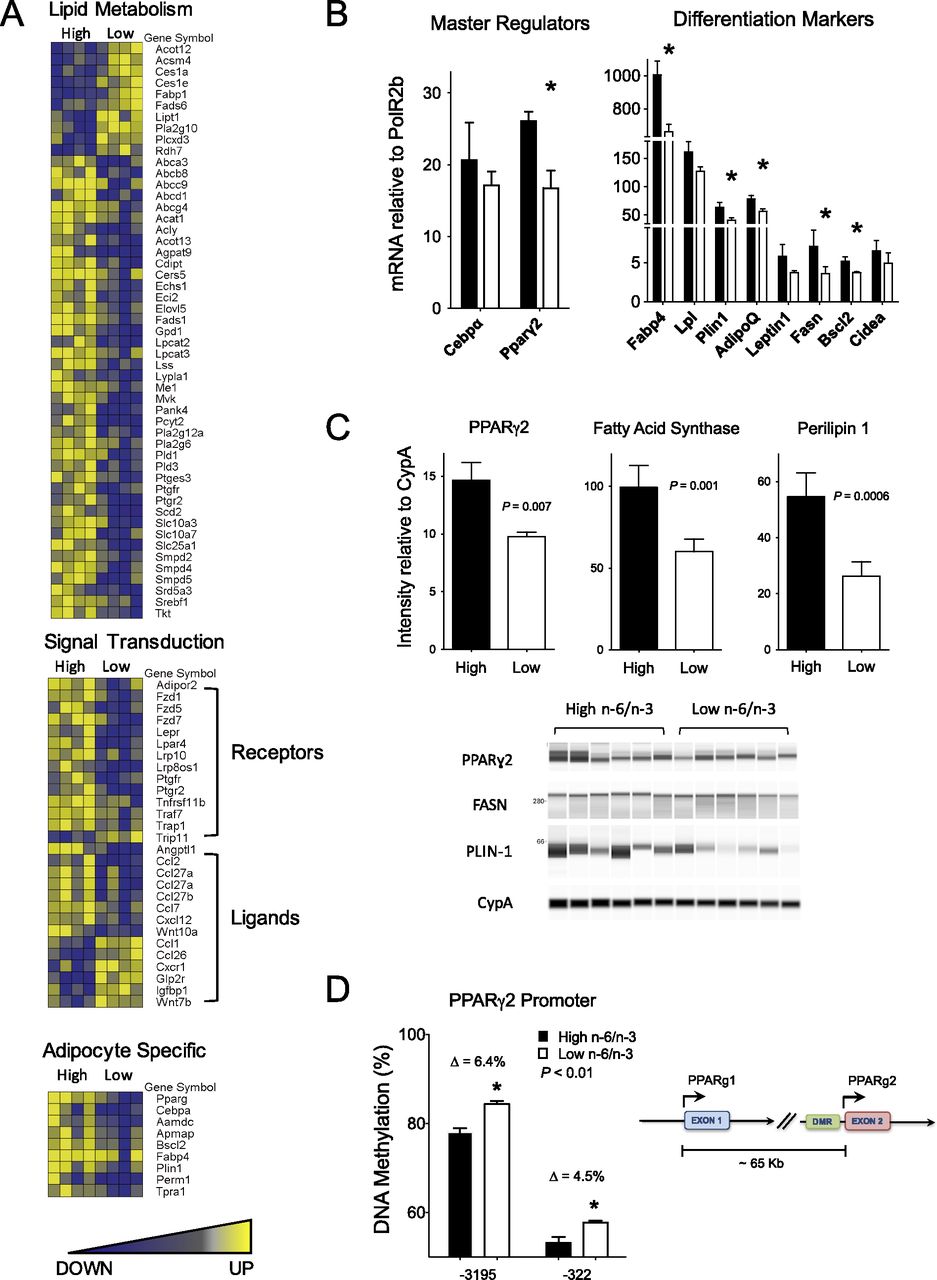 A
Lipid Metabolism
High Low
Gene Symbol
Acot12
Acsm4
Ces1a
Ces1e
Fabp1
Fads6
Lipt1
Pla2g10
Plcxd3
Rdh7
Abca3
Abcb8
Abcc9
Abcd1
Abcg4
Acat1
Acly
Acot13
Agpat9
Cdipt
Cers5
Echs1
Eci2
Elovl5
Fads1
Gpd1
Lpcat2
Lpcat3
Lss
Lypla1
Me1
Mvk
Pank4
Pcyt2
Pla2g12a
Pla2g6
Pld1
Pld3
Ptges3
Ptgfr
Ptgr2
Scd2
Slc10a3
Slc10a7
Slc25a1
Smpd2
Smpd4
Smpd5
Srd5a3
Srebf1
Tkt
Signal Transduction
High Low
Gene Symbol
Adipor2
Fzd1
Fzd5
Fzd7
Lepr
Lpar4
Lrp10
Lrp8os1
Ptgfr
Ptgr2
Tnfrsf11b
Traf7
Trap1
Trip11
Angptl1
Ccl2
Ccl27a
Ccl27a
Ccl27b
Ccl7
Cxcl12
Wnt10a
Ccl1
Ccl26
Cxcr1
Glp2r
Igfbp1
Wnt7b
Receptors
Ligands
Adipocyte Specific
High Low
Gene Symbol
Pparg
Cebpa
Aamdc
Apmap
Bscl2
Fabp4
Plin1
Perm1
Tpra1
DOWN UP
B
Master Regulators
mRNA relative to PolR2b
30
20
10
0
*
Cebpα
Pparγ2
Differentiation Markers
1000
800
150
100
50
5
0
* * * * *
Fabp4
Lpl
Plin1
AdipoQ
Leptin1
Fasn
Bscl2
Cidea
C
Intensity relative to CypA
PPARγ2
15
10
5
0
P = 0.007
High Low
Fatty Acid Synthase
100
50
0
P = 0.001
High Low
Perilipin 1
60
40
20
0
P = 0.0006
High Low
High n-6/n-3 Low n-6/n-3
PPARɣ2
FASN
280
PLIN-1
66
CypA
D
PPARγ2 Promoter
DNA Methylation (%)
100
80
60
High n-6/n-3
Low n-6/n-3
P < 0.01
Δ = 6.4%
*
Δ = 4.5%
*
-3195 -322
PPARg1 PPARg2
EXON 1 DMR EXON 2
~ 65 Kb